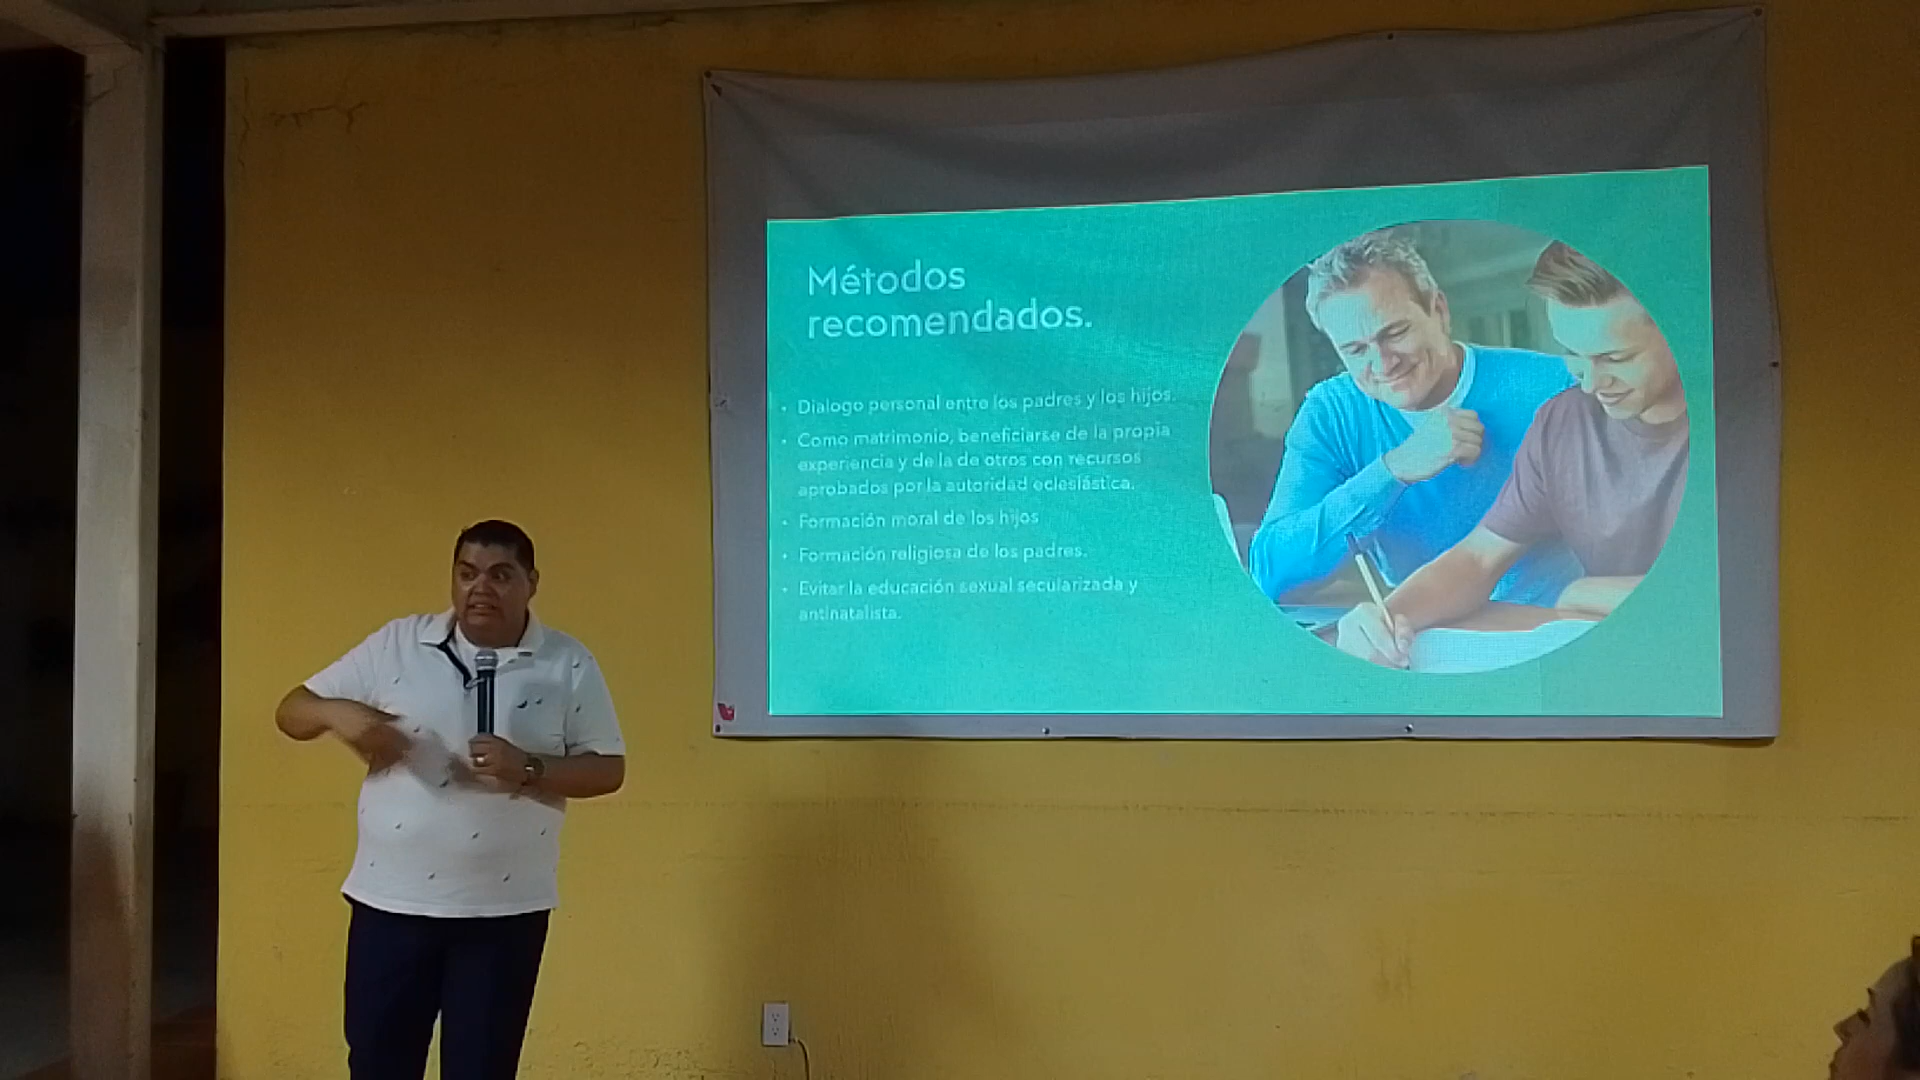 Métodos
recomendados.
• Dialogo personal entre los padres y los hijos.
• Como matrimonio, beneficiarse de la propia
experiencia y de la de otros con recursos
aprobados por la autoridad eclesiástica.
• Formación moral de los hijos
• Formación religiosa de los padres.
• Evitar la educación sexual secularizada y
antinatalista.